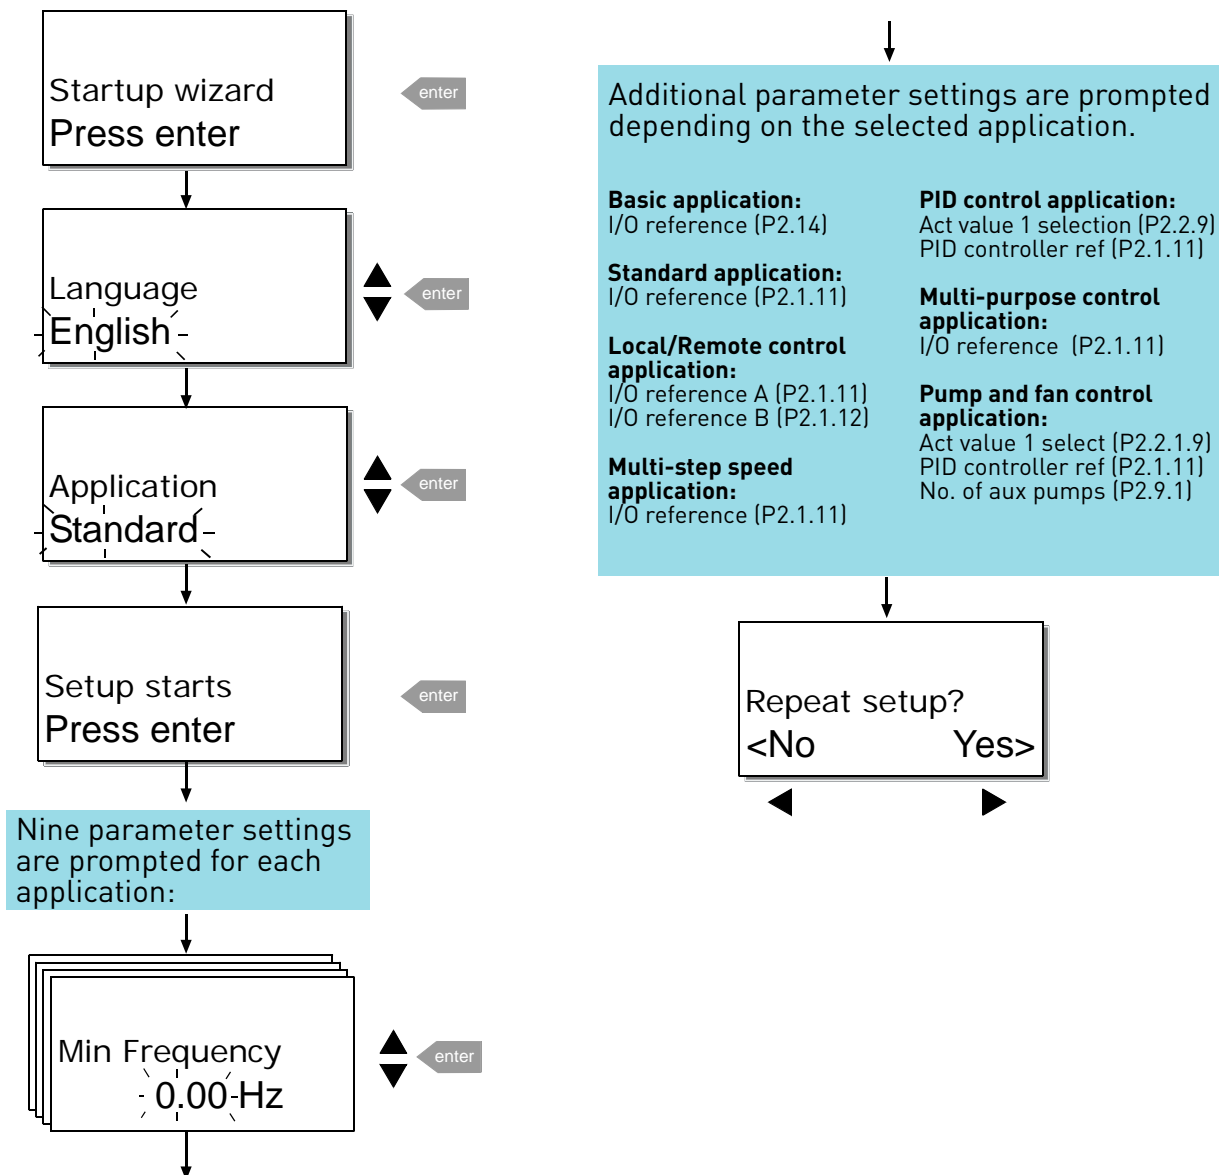 Startup wizard
Press enter
enter
Language
English
enter
Application
Standard
enter
Setup starts
Press enter
enter
Nine parameter settings
are prompted for each
application:
Min Frequency
0.00 Hz
enter
Additional parameter settings are prompted
depending on the selected application.
Basic application:
I/O reference (P2.14)
Standard application:
I/O reference (P2.1.11)
Local/Remote control
application:
I/O reference A (P2.1.11)
I/O reference B (P2.1.12)
Multi-step speed
application:
I/O reference (P2.1.11)
PID control application:
Act value 1 selection (P2.2.9)
PID controller ref (P2.1.11)
Multi-purpose control
application:
I/O reference (P2.1.11)
Pump and fan control
application:
Act value 1 select (P2.2.1.9)
PID controller ref (P2.1.11)
No. of aux pumps (P2.9.1)
Repeat setup?
<No Yes>